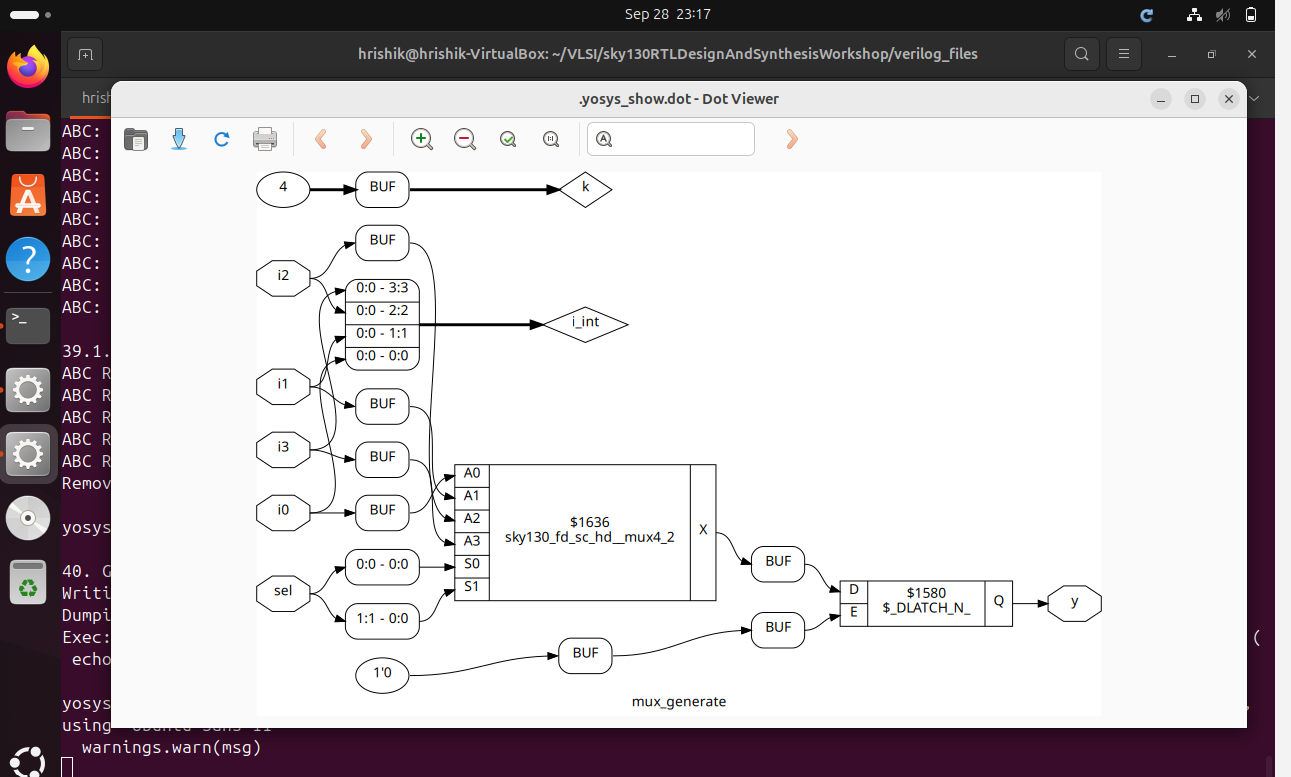 Sep 28 23:17
hrishik@hrishik-VirtualBox: ~/VLSI/sky130RTLDesignAndSynthesisWorkshop/verilog_files
hrish
.yosys_show.dot - Dot Viewer
ABC:
ABC:
ABC:
ABC:
ABC:
ABC:
ABC:
ABC:
ABC:
39.1.
ABC R
ABC R
ABC R
ABC R
ABC R
Remov
yosys
40. G
Writi
Dumpi
Exec: (
echo
yosys
using
warnings.warn(msg)
4
BUF
k
BUF
i2
0:0 - 3:3
0:0 - 2:2
0:0 - 1:1
0:0 - 0:0
i_int
i1
BUF
i3
BUF
i0
BUF
A0
A1
A2
A3
S0
S1
$1636
sky130_fd_sc_hd__mux4_2
X
sel
0:0 - 0:0
1:1 - 0:0
BUF
D
E
$1580
$_DLATCH_N_
Q
y
BUF
1'0
BUF
mux_generate